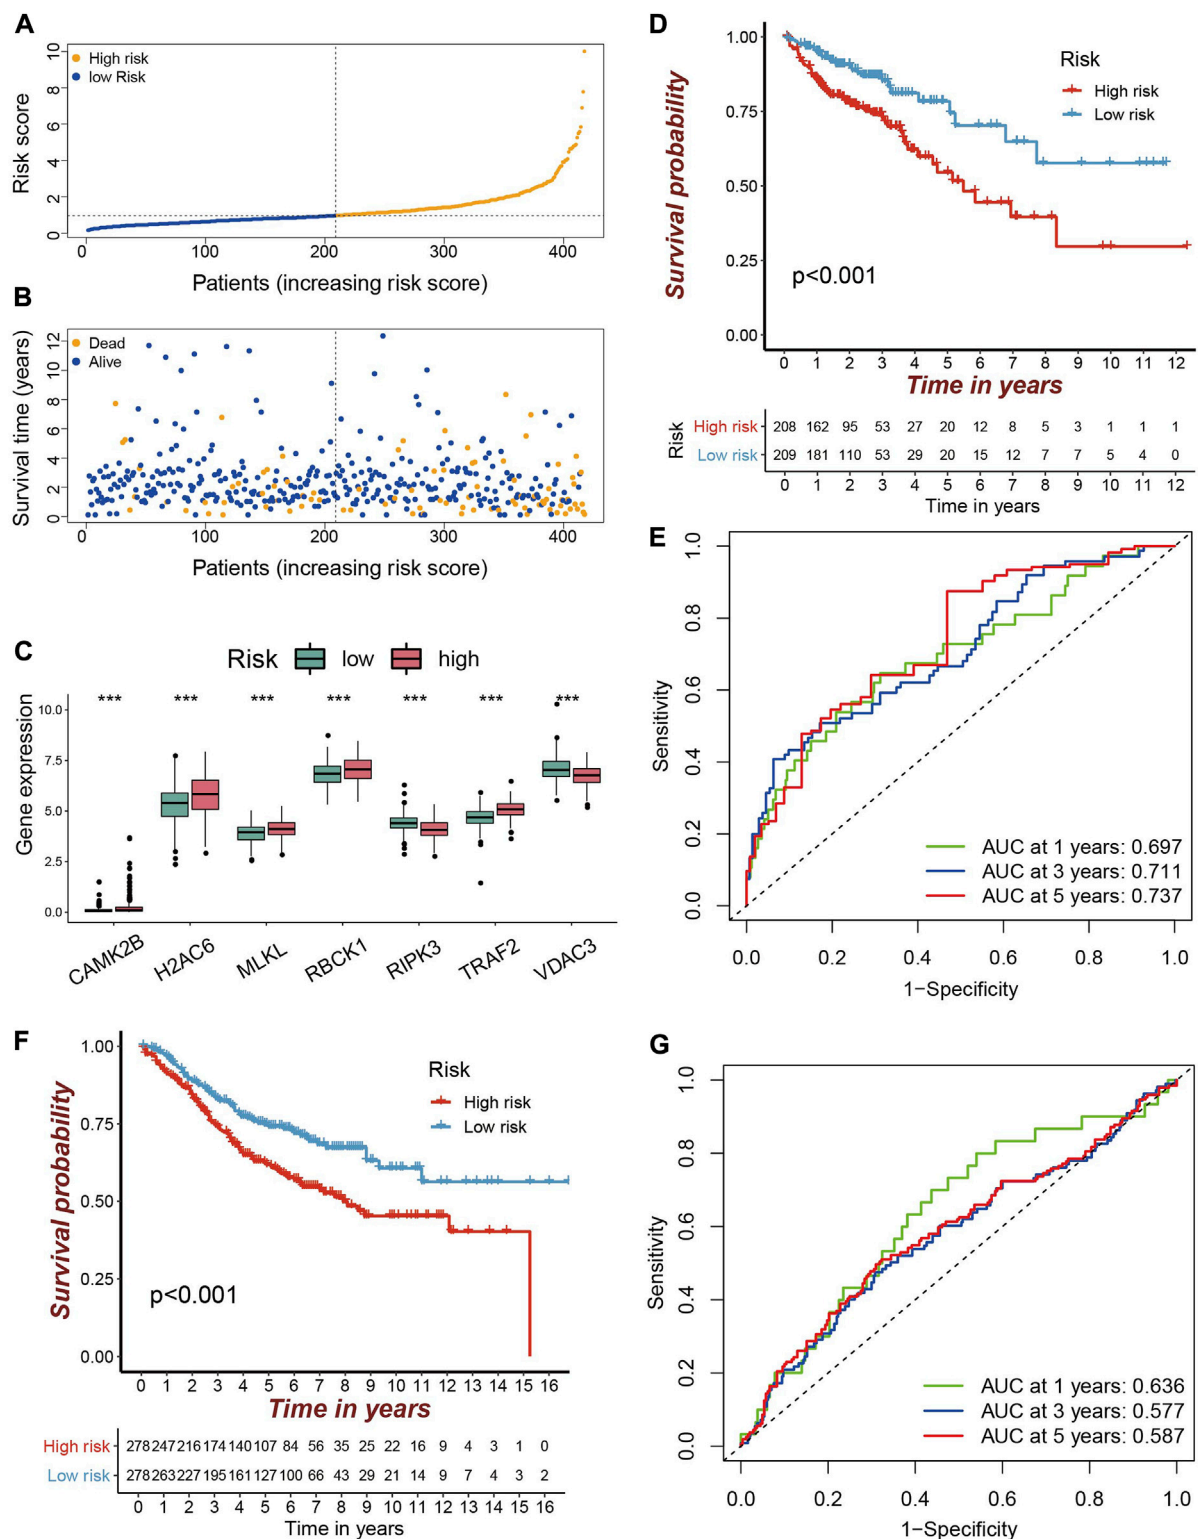 A
10
8
6
4
2
0
Risk score
High risk
low Risk
0 100 200 300 400
Patients (increasing risk score)
B
12
10
8
6
4
2
0
Survival time (years)
Dead
Alive
0 100 200 300 400
Patients (increasing risk score)
C
Risk low high
Gene expression
10.0
7.5
5.0
2.5
0.0
*** *** *** *** *** *** ***
CAMK2B H2AC6 MLKL RBCK1 RIPK3 TRAF2 VDAC3
D
Survival probability
1.00
0.75
0.50
0.25
0.00
Risk
High risk
Low risk
p<0.001
0 1 2 3 4 5 6 7 8 9 10 11 12
Time in years
Risk
High risk 208 162 95 53 27 20 12 8 5 3 1 1 1
Low risk 209 181 110 53 29 20 15 12 7 7 5 4 0
0 1 2 3 4 5 6 7 8 9 10 11 12
Time in years
E
Sensitivity
1.0
0.8
0.6
0.4
0.2
0.0
AUC at 1 years: 0.697
AUC at 3 years: 0.711
AUC at 5 years: 0.737
0.0 0.2 0.4 0.6 0.8 1.0
1−Specificity
F
Survival probability
1.00
0.75
0.50
0.25
0.00
Risk
High risk
Low risk
p<0.001
0 1 2 3 4 5 6 7 8 9 10 11 12 13 14 15 16
Time in years
High risk 278 247 216 174 140 107 84 56 35 25 22 16 9 4 3 1 0
Low risk 278 263 227 195 161 127 100 66 43 29 21 14 9 7 4 3 2
0 1 2 3 4 5 6 7 8 9 10 11 12 13 14 15 16
Time in years
G
Sensitivity
1.0
0.8
0.6
0.4
0.2
0.0
AUC at 1 years: 0.636
AUC at 3 years: 0.577
AUC at 5 years: 0.587
0.0 0.2 0.4 0.6 0.8 1.0
1−Specificity